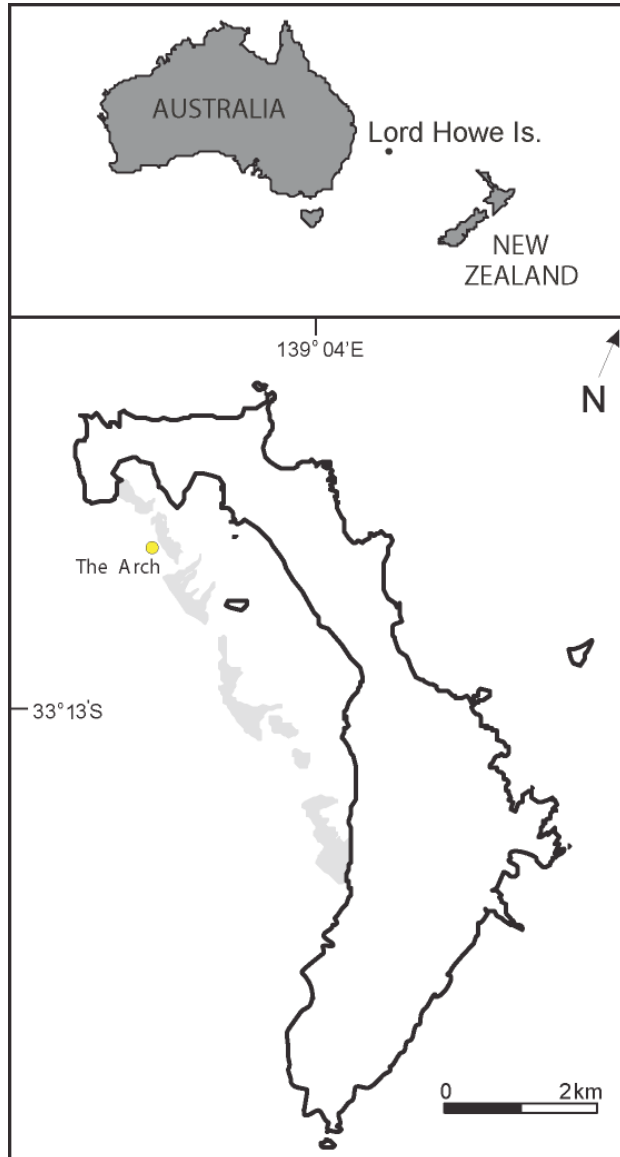 AUSTRALIA
Lord Howe Is.
NEW
ZEALAND
139° 04'E
N
The Arch
33°13'S
0 2km